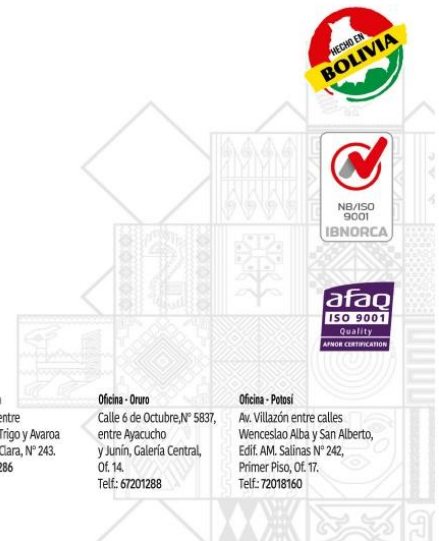 HECHO EN
BOLIVIA
NB/ISO
9001
IBNORCA
afaq
ISO 9001
Quality
AFNOR CERTIFICATION
entre
Trigo y Avaroa
Clara, N° 243.
286
Oficina - Oruro
Calle 6 de Octubre,N° 5837,
entre Ayacucho
y Junín, Galería Central,
Of. 14.
Telf.: 67201288
Oficina - Potosí
Av. Villazón entre calles
Wenceslao Alba y San Alberto,
Edif. AM. Salinas N° 242,
Primer Piso, Of. 17.
Telf.: 72018160